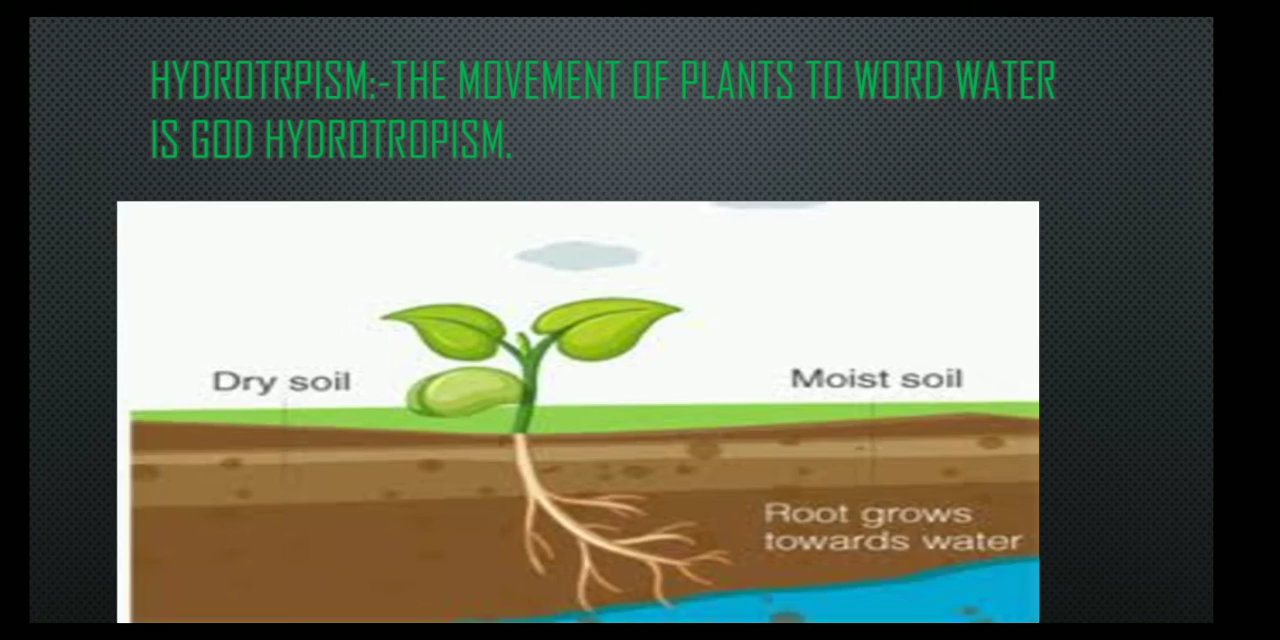 HYDROTRPISM:-THE MOVEMENT OF PLANTS TO WORD WATER
IS GOD HYDROTROPISM.
Dry soil
Moist soil
Root grows
towards water